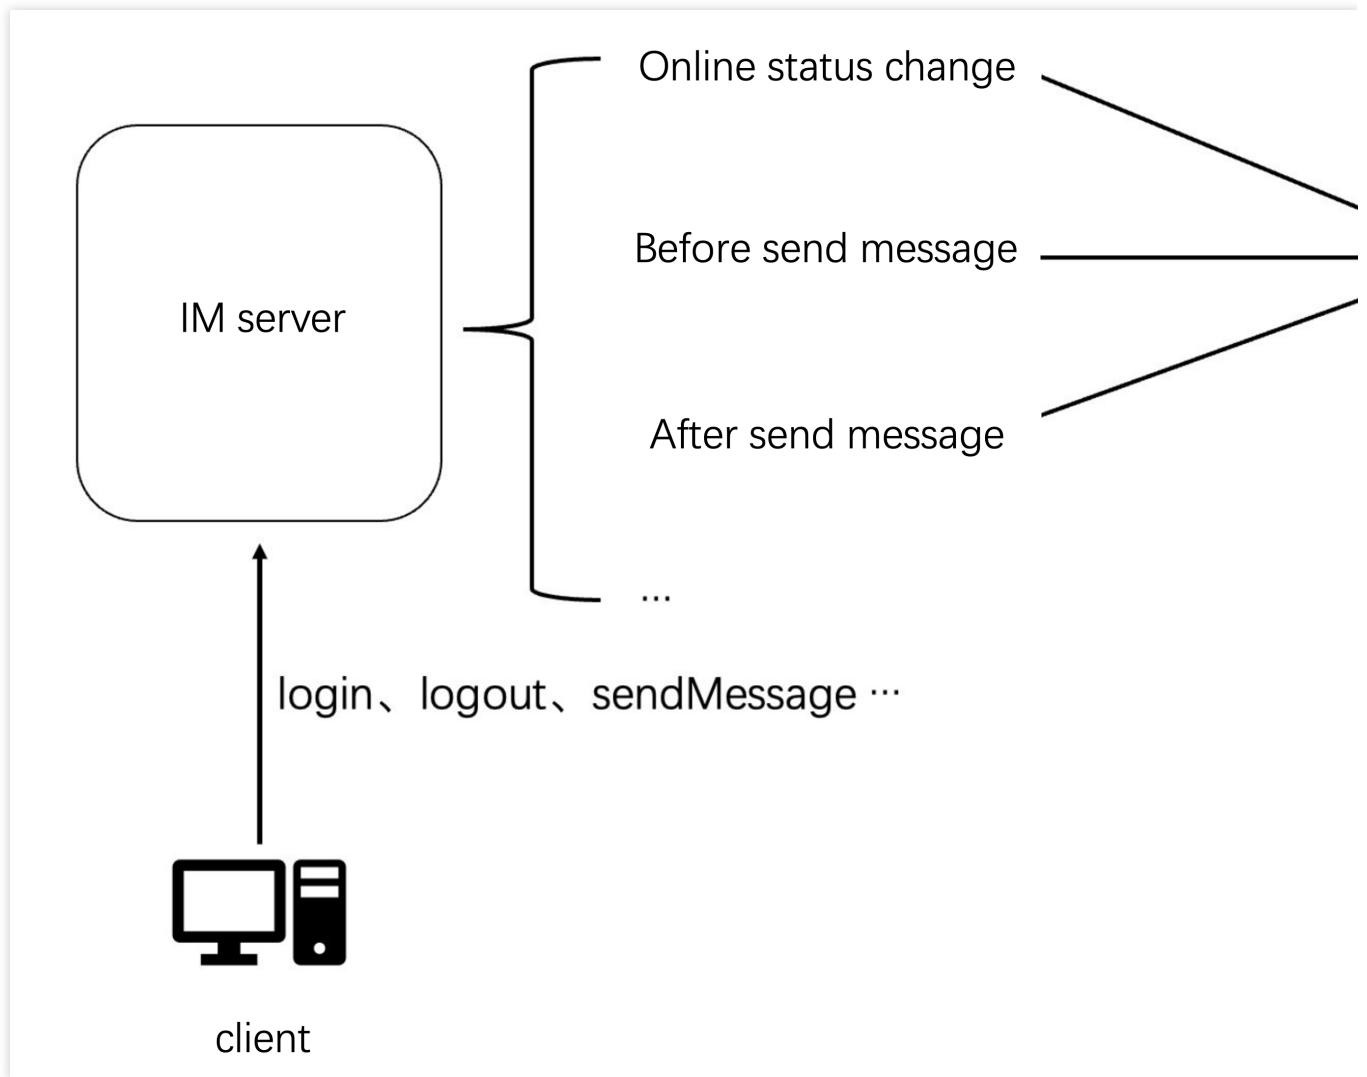 Online status change
Before send message
IM server
After send message
...
login、logout、sendMessage ···
client